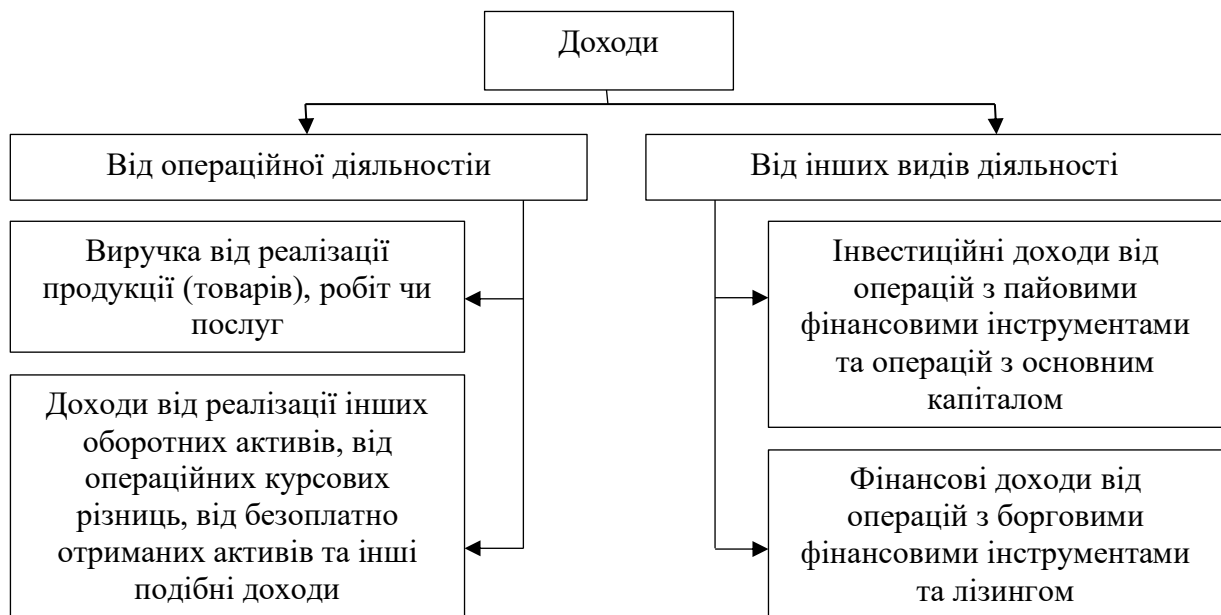 Доходи
Від операційної діяльностіи
Від інших видів діяльності
Виручка від реалізації
продукції (товарів), робіт чи
послуг
Доходи від реалізації інших
оборотних активів, від
операційних курсових
різниць, від безоплатно
отриманих активів та інші
подібні доходи
Інвестиційні доходи від
операцій з пайовими
фінансовими інструментами
та операцій з основним
капіталом
Фінансові доходи від
операцій з борговими
фінансовими інструментами
та лізингом